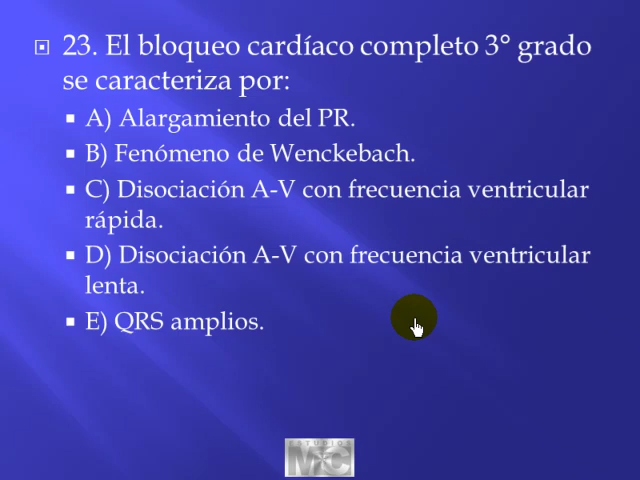 23. El bloqueo cardíaco completo 3° grado
se caracteriza por:
A) Alargamiento del PR.
B) Fenómeno de Wenckebach.
C) Disociación A-V con frecuencia ventricular
rápida.
D) Disociación A-V con frecuencia ventricular
lenta.
E) QRS amplios.
ESTUDIOS
MC